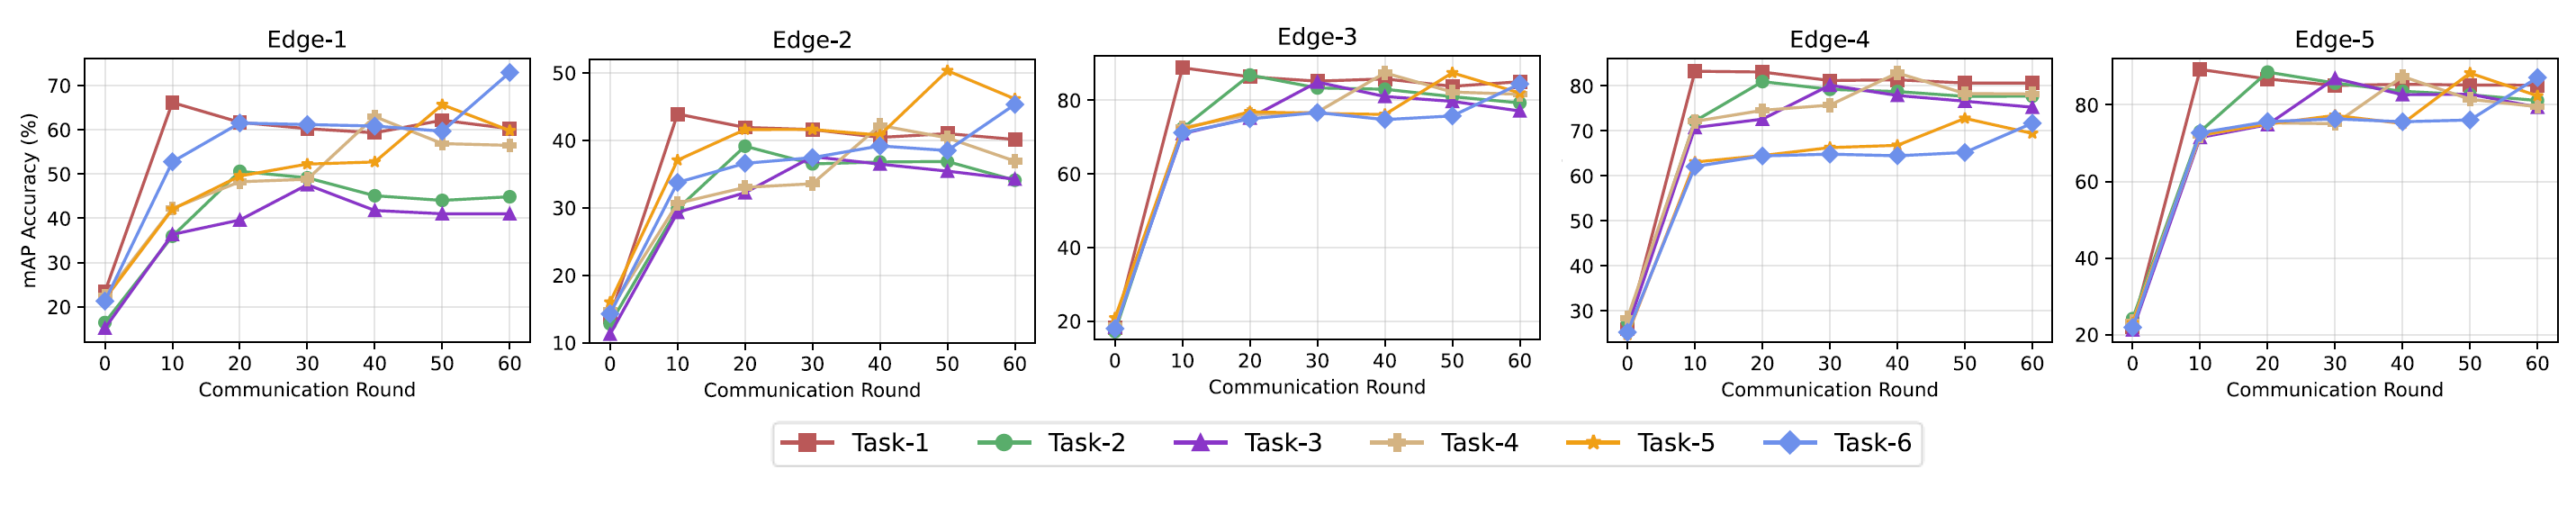 Edge-1 Edge-2 Edge-3 Edge-4 Edge-5
mAP Accuracy (%)
70
60
50
40
30
20
0 10 20 30 40 50 60
Communication Round
50
40
30
20
10
0 10 20 30 40 50 60
Communication Round
80
60
40
20
0 10 20 30 40 50 60
Communication Round
80
70
60
50
40
30
0 10 20 30 40 50 60
Communication Round
80
60
40
20
0 10 20 30 40 50 60
Communication Round
Task-1 Task-2 Task-3 Task-4 Task-5 Task-6